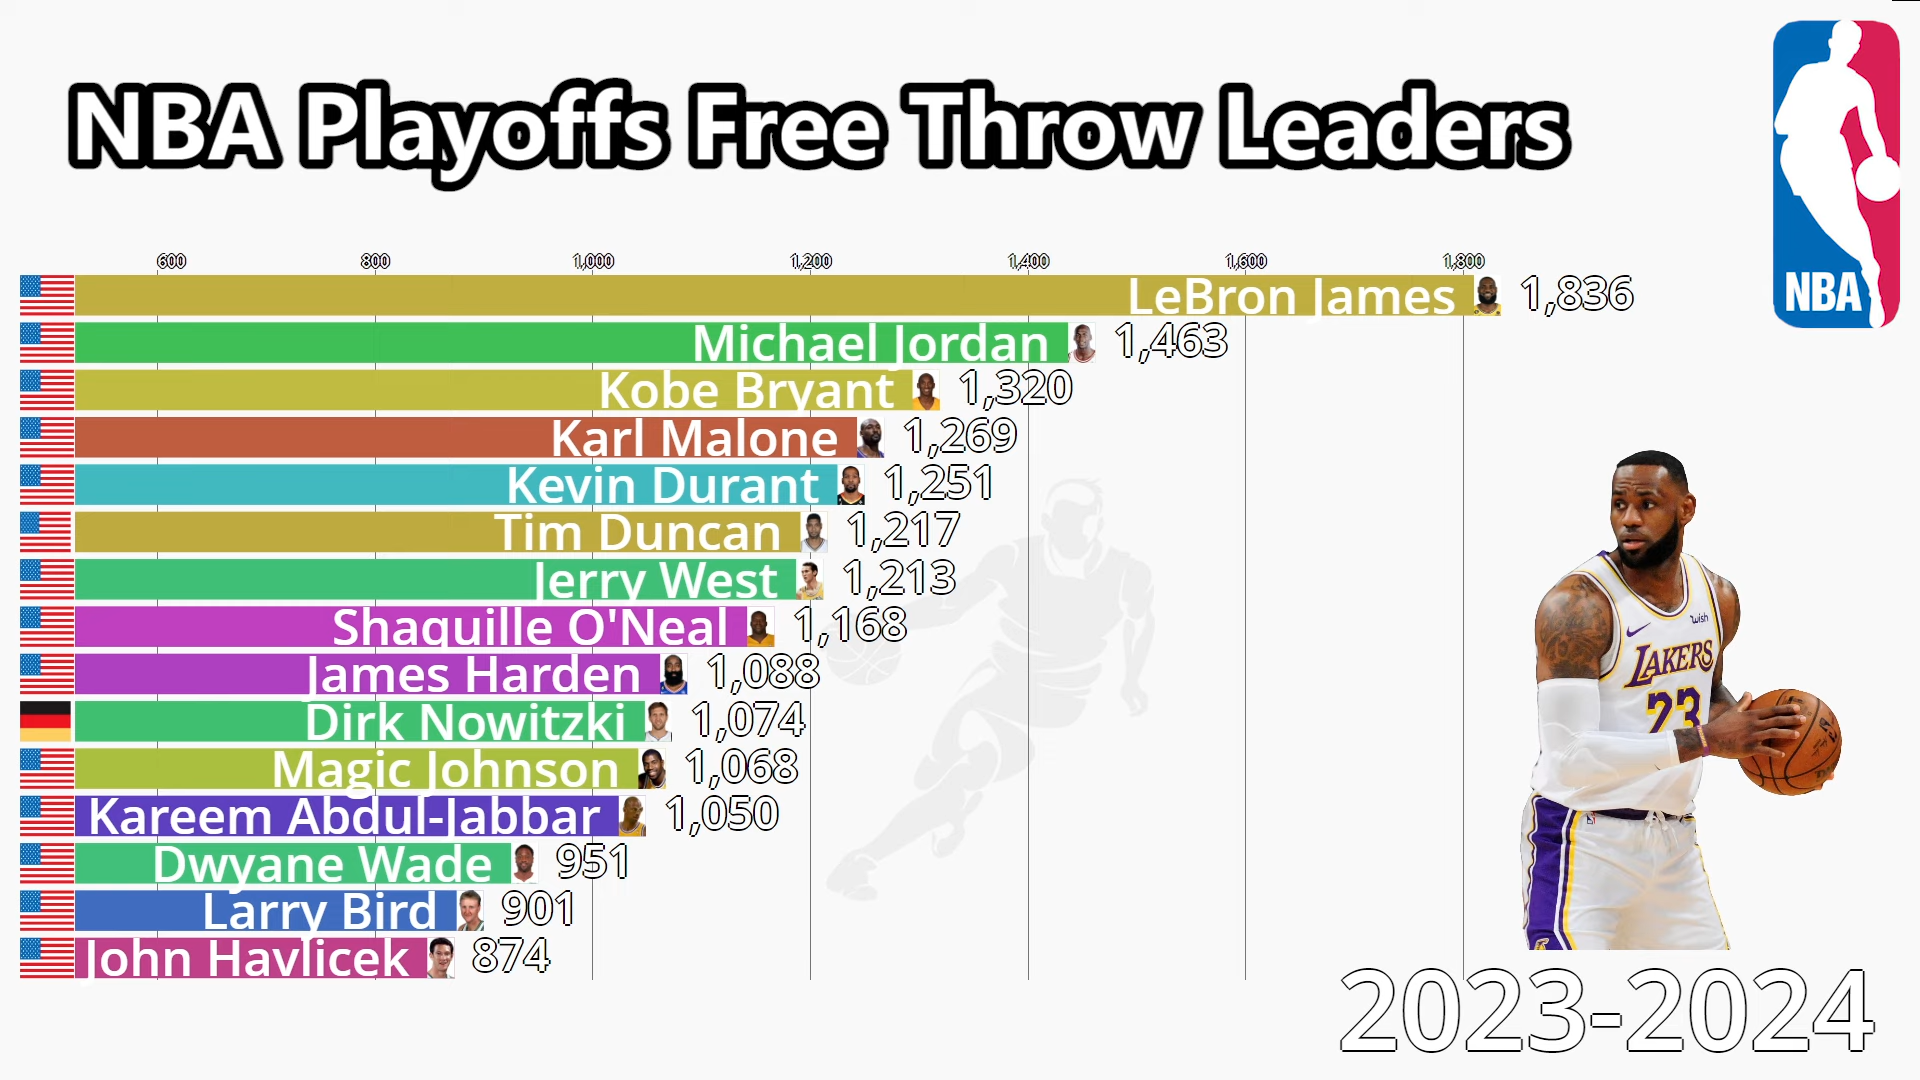 NBA Playoffs Free Throw Leaders
NBA
600 800 1,000 1,200 1,400 1,600 1,800
LeBron James 1,836
Michael Jordan 1,463
Kobe Bryant 1,320
Karl Malone 1,269
Kevin Durant 1,251
Tim Duncan 1,217
Jerry West 1,213
Shaquille O'Neal 1,168
James Harden 1,088
Dirk Nowitzki 1,074
Magic Johnson 1,068
Kareem Abdul-Jabbar 1,050
Dwyane Wade 951
Larry Bird 901
John Havlicek 874
wish
LAKERS
23
2023-2024